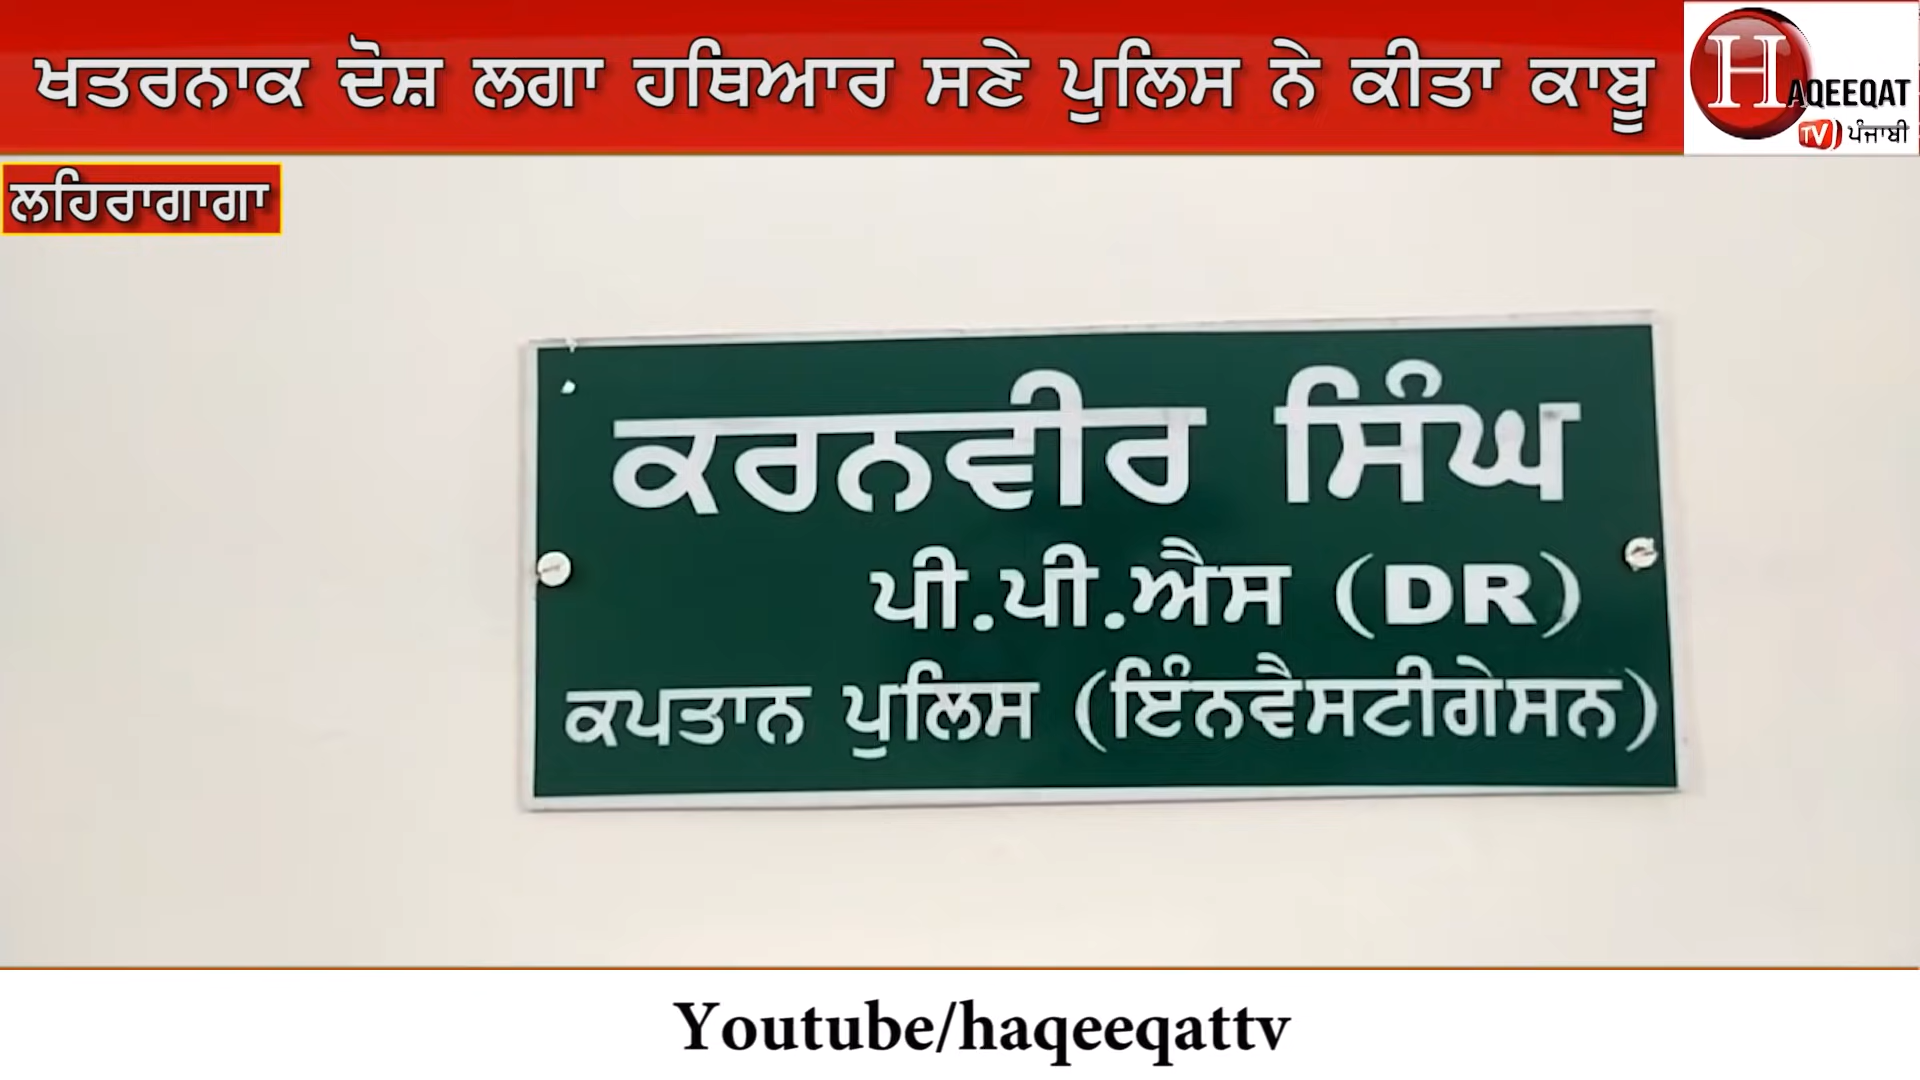 ਖਤਰਨਾਕ ਦੋਸ਼ ਲਗਾ ਹਥਿਆਰ ਸਣੇ ਪੁਲਿਸ ਨੇ ਕੀਤਾ ਕਾਬੂ
HAQEEQAT
TV ਪੰਜਾਬੀ
ਲਹਿਰਾਗਾਗਾ
ਕਰਨਵੀਰ ਸਿੰਘ
ਪੀ.ਪੀ.ਐਸ (DR)
ਕਪਤਾਨ ਪੁਲਿਸ (ਇੰਨਵੈਸਟੀਗੇਸਨ)
Youtube/haqeeqattv